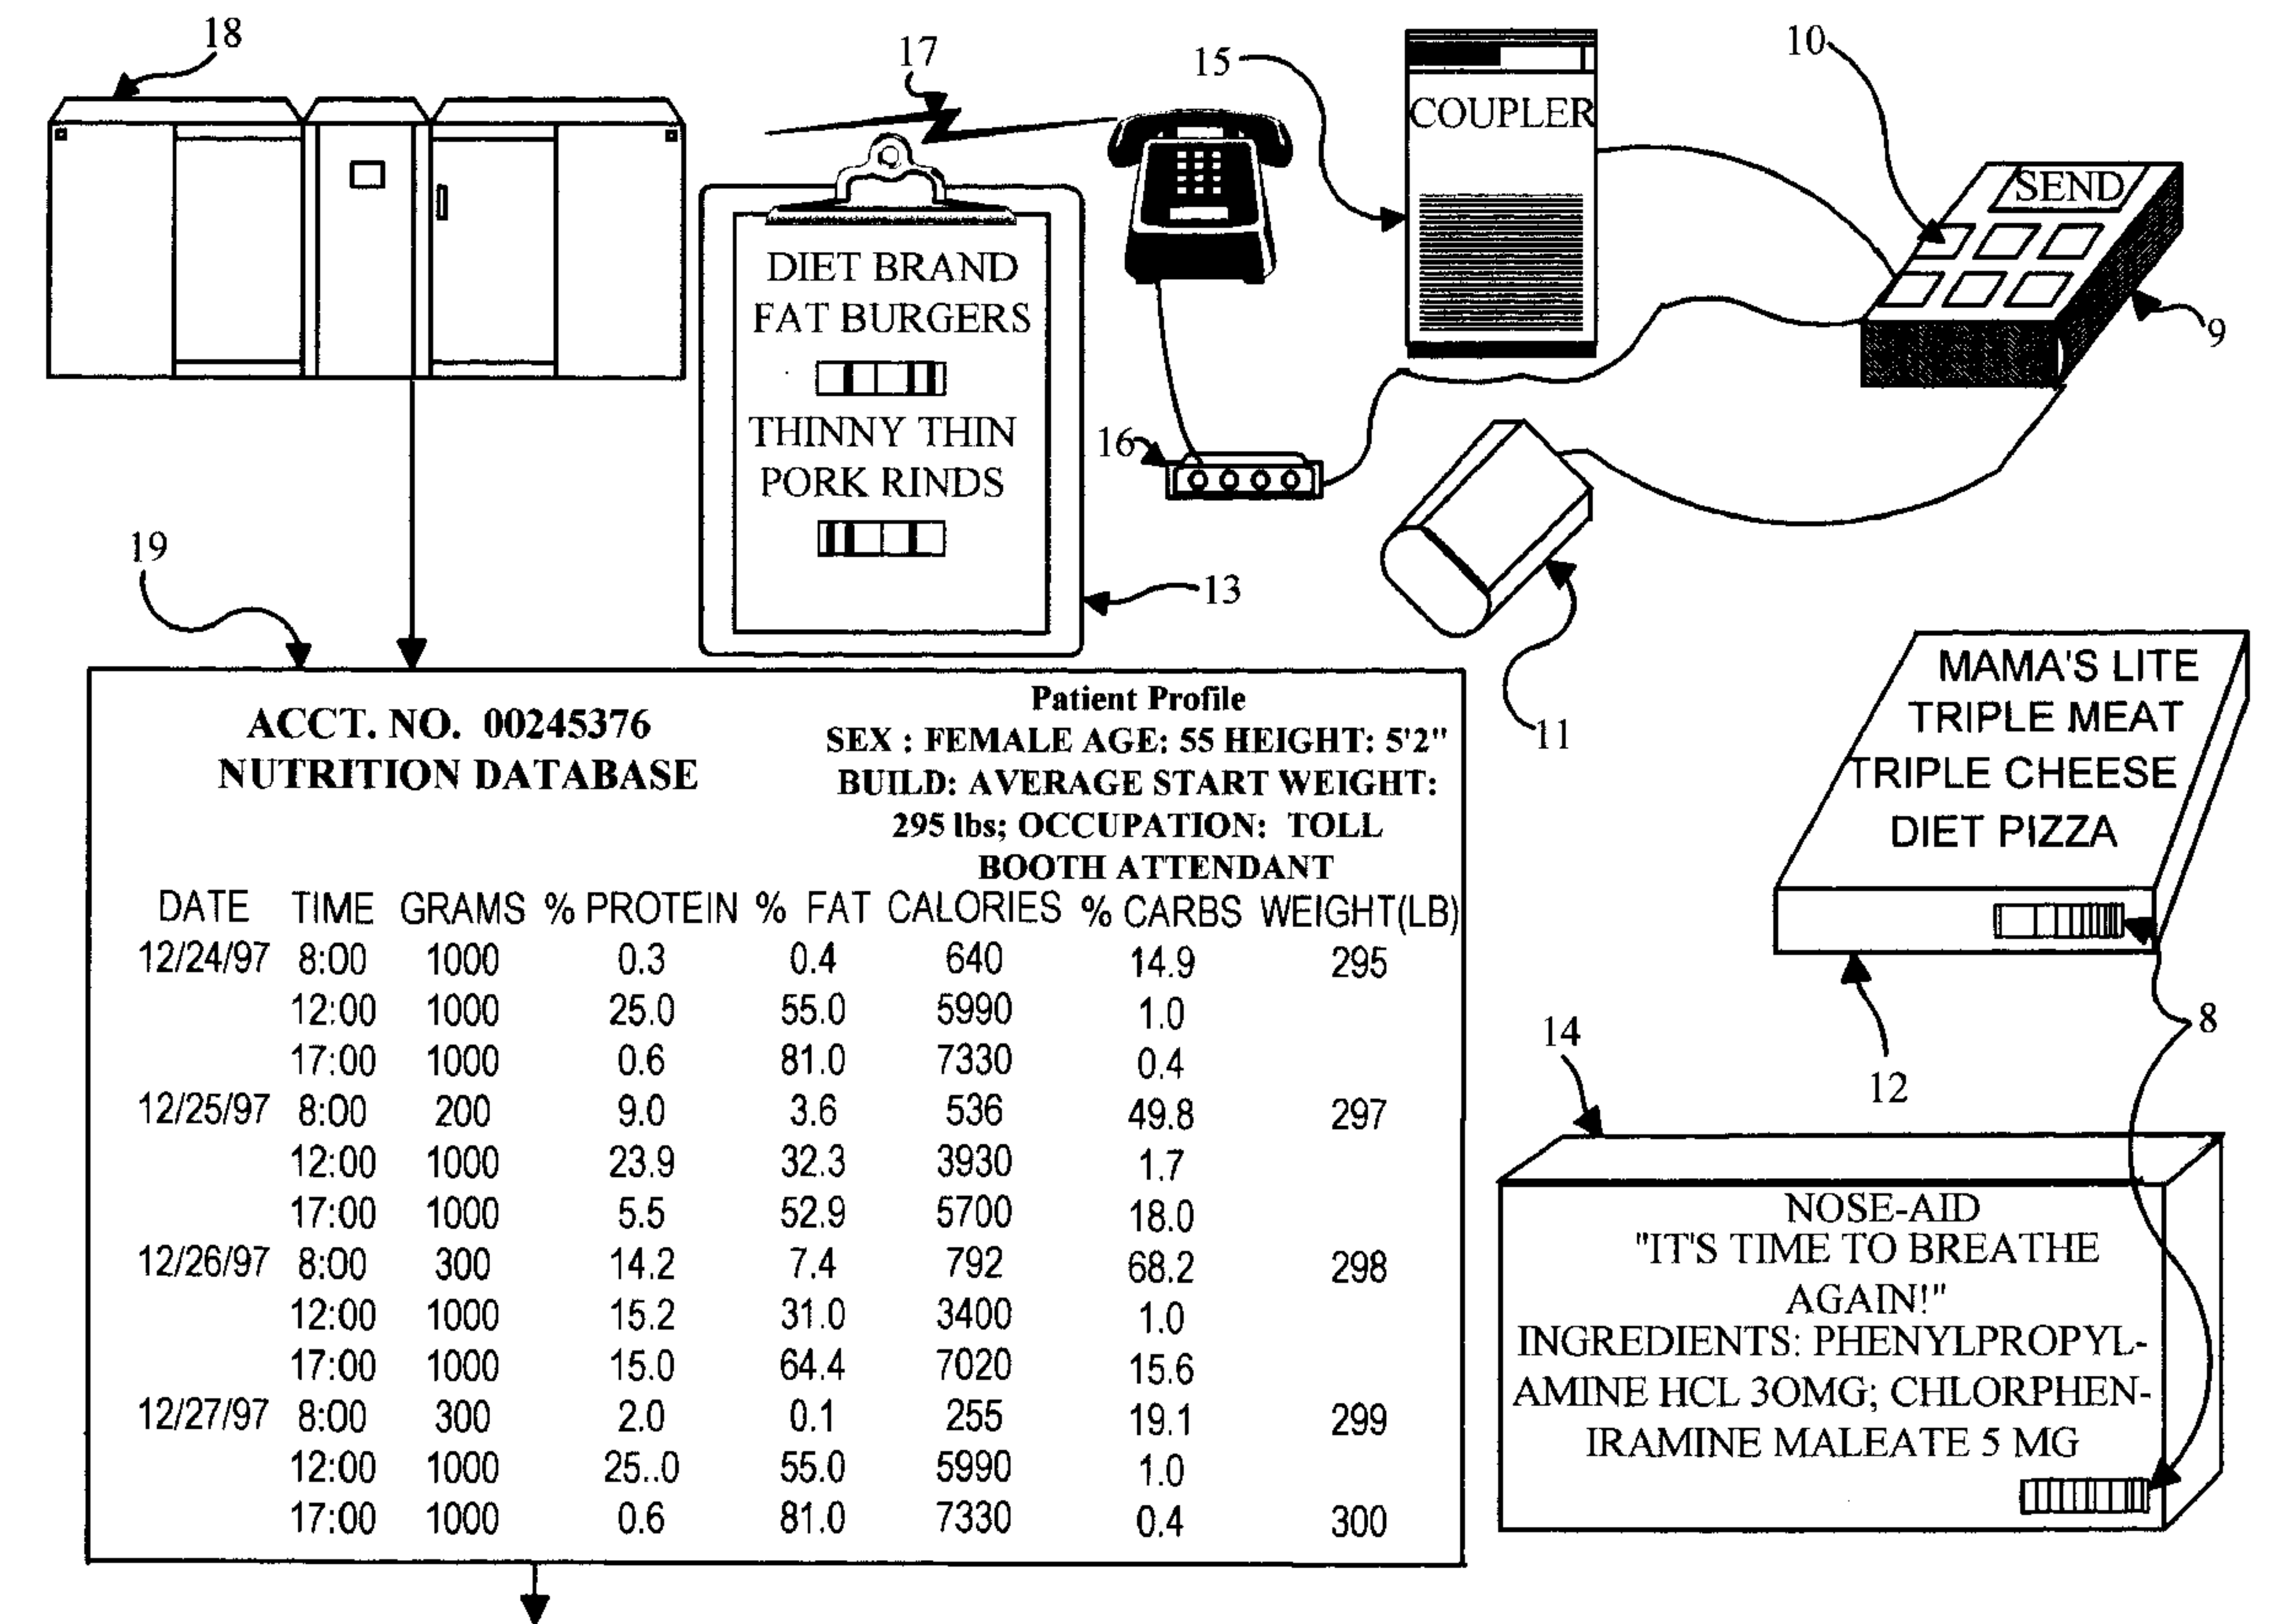 18
17
15
10
COUPLER
SEND
9
DIET BRAND
FAT BURGERS
THINNY THIN
PORK RINDS
16
13
11
19
MAMA'S LITE
TRIPLE MEAT
TRIPLE CHEESE
DIET PIZZA
12
8
14
NOSE-AID
"IT'S TIME TO BREATHE
AGAIN!"
INGREDIENTS: PHENYLPROPYL-
AMINE HCL 3OMG; CHLORPHEN-
IRAMINE MALEATE 5 MG
ACCT. NO. 00245376
NUTRITION DATABASE
Patient Profile
SEX : FEMALE AGE: 55 HEIGHT: 5'2"
BUILD: AVERAGE START WEIGHT:
295 lbs; OCCUPATION: TOLL
BOOTH ATTENDANT
DATE TIME GRAMS % PROTEIN % FAT CALORIES % CARBS WEIGHT(LB)
12/24/97 8:00 1000 0.3 0.4 640 14.9 295
12:00 1000 25.0 55.0 5990 1.0
17:00 1000 0.6 81.0 7330 0.4
12/25/97 8:00 200 9.0 3.6 536 49.8 297
12:00 1000 23.9 32.3 3930 1.7
17:00 1000 5.5 52.9 5700 18.0
12/26/97 8:00 300 14.2 7.4 792 68.2 298
12:00 1000 15.2 31.0 3400 1.0
17:00 1000 15.0 64.4 7020 15.6
12/27/97 8:00 300 2.0 0.1 255 19.1 299
12:00 1000 25..0 55.0 5990 1.0
17:00 1000 0.6 81.0 7330 0.4 300